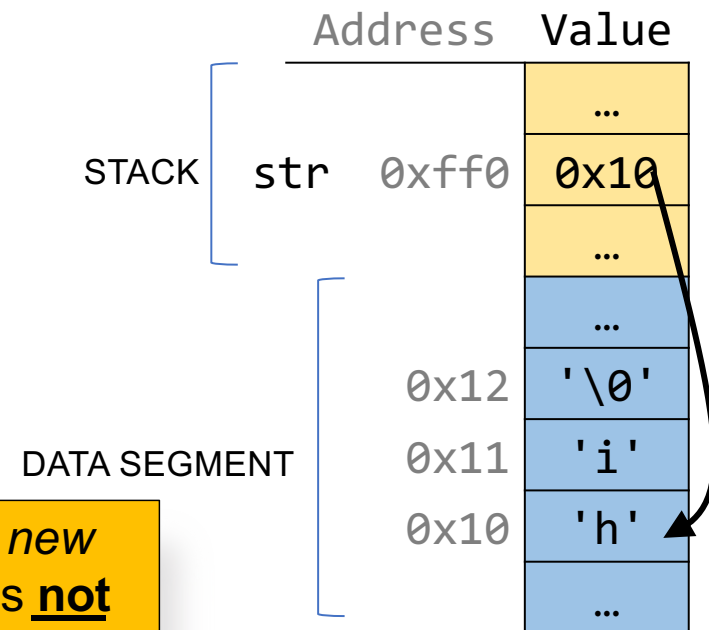 Address Value
…
STACK str 0xff0 0x10
…
…
0x12 '\0'
DATA SEGMENT 0x11 'i'
0x10 'h'
new
s not
…